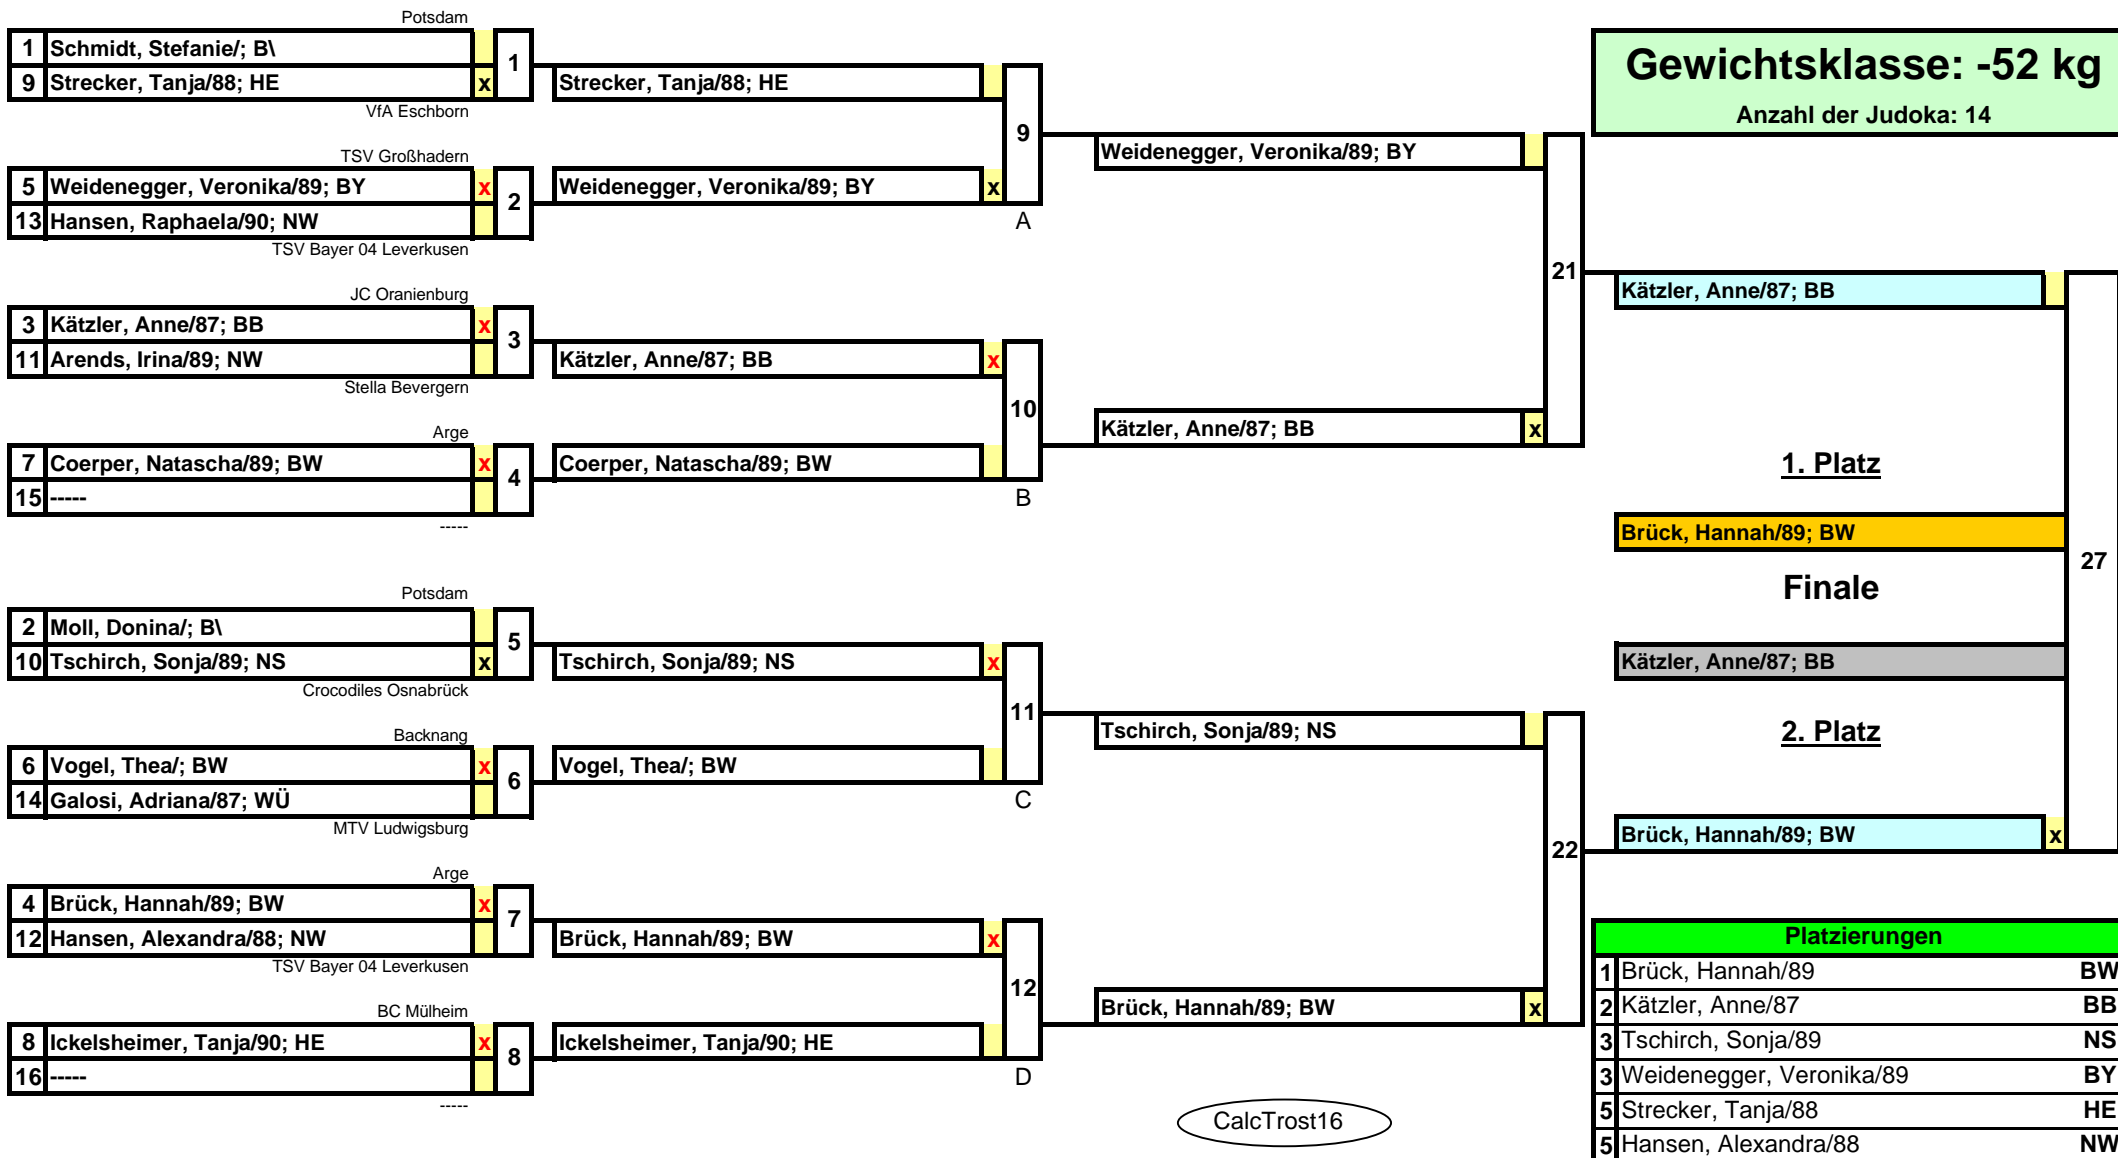 Potsdam
1 Schmidt, Stefanie/; B\
1
9 Strecker, Tanja/88; HE x
VfA Eschborn
TSV Großhadern
5 Weidenegger, Veronika/89; BY x
2
13 Hansen, Raphaela/90; NW
TSV Bayer 04 Leverkusen
JC Oranienburg
3 Kätzler, Anne/87; BB x
3
11 Arends, Irina/89; NW
Stella Bevergern
Arge
7 Coerper, Natascha/89; BW x
4
15 -----
-----
Potsdam
2 Moll, Donina/; B\
5
10 Tschirch, Sonja/89; NS x
Crocodiles Osnabrück
Backnang
6 Vogel, Thea/; BW x
6
14 Galosi, Adriana/87; WÜ
MTV Ludwigsburg
Arge
4 Brück, Hannah/89; BW x
7
12 Hansen, Alexandra/88; NW
TSV Bayer 04 Leverkusen
BC Mülheim
8 Ickelsheimer, Tanja/90; HE x
8
16 -----
-----
Strecker, Tanja/88; HE
9
Weidenegger, Veronika/89; BY x
A
Kätzler, Anne/87; BB x
10
Coerper, Natascha/89; BW
B
Tschirch, Sonja/89; NS x
11
Vogel, Thea/; BW
C
Brück, Hannah/89; BW x
12
Ickelsheimer, Tanja/90; HE
D
Weidenegger, Veronika/89; BY
21
Kätzler, Anne/87; BB x
Tschirch, Sonja/89; NS
22
Brück, Hannah/89; BW x
CalcTrost16
Gewichtsklasse: -52 kg
Anzahl der Judoka: 14
Kätzler, Anne/87; BB
1. Platz
Brück, Hannah/89; BW
27
Finale
Kätzler, Anne/87; BB
2. Platz
Brück, Hannah/89; BW x
Platzierungen
1 Brück, Hannah/89 BW
2 Kätzler, Anne/87 BB
3 Tschirch, Sonja/89 NS
3 Weidenegger, Veronika/89 BY
5 Strecker, Tanja/88 HE
5 Hansen, Alexandra/88 NW